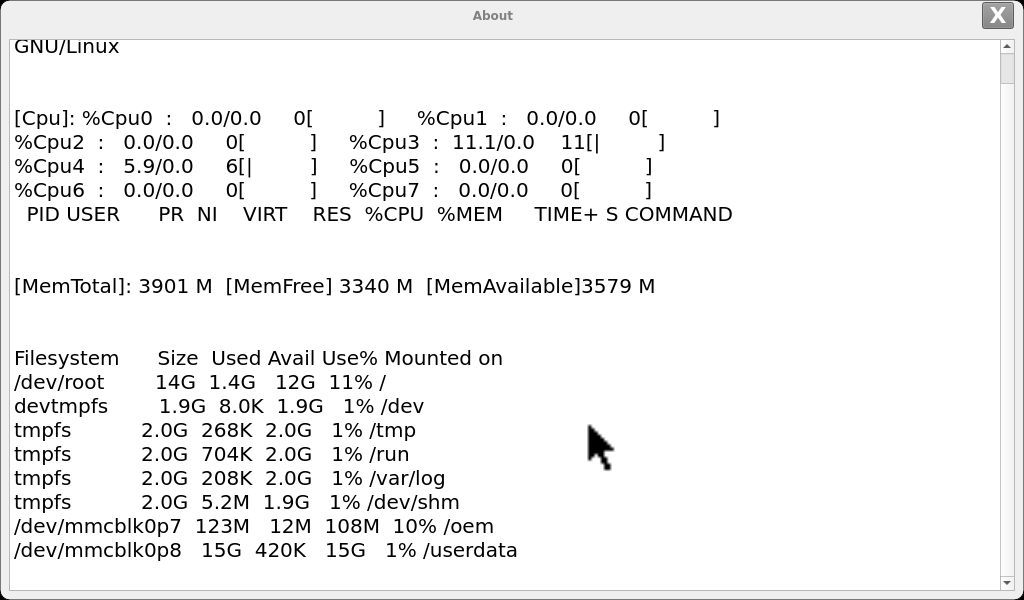 About
X
GNU/Linux
[Cpu]: %Cpu0  :   0.0/0.0     0[          ]     %Cpu1  :   0.0/0.0     0[          ]
%Cpu2  :   0.0/0.0     0[          ]     %Cpu3  :  11.1/0.0    11[|         ]
%Cpu4  :   5.9/0.0     6[|         ]     %Cpu5  :   0.0/0.0     0[          ]
%Cpu6  :   0.0/0.0     0[          ]     %Cpu7  :   0.0/0.0     0[          ]
  PID USER      PR  NI    VIRT    RES  %CPU  %MEM     TIME+ S COMMAND
[MemTotal]: 3901 M  [MemFree] 3340 M  [MemAvailable]3579 M
Filesystem      Size  Used Avail Use% Mounted on
/dev/root        14G  1.4G   12G  11% /
devtmpfs        1.9G  8.0K  1.9G   1% /dev
tmpfs           2.0G  268K  2.0G   1% /tmp
tmpfs           2.0G  704K  2.0G   1% /run
tmpfs           2.0G  208K  2.0G   1% /var/log
tmpfs           2.0G  5.2M  1.9G   1% /dev/shm
/dev/mmcblk0p7  123M   12M  108M  10% /oem
/dev/mmcblk0p8   15G  420K   15G   1% /userdata